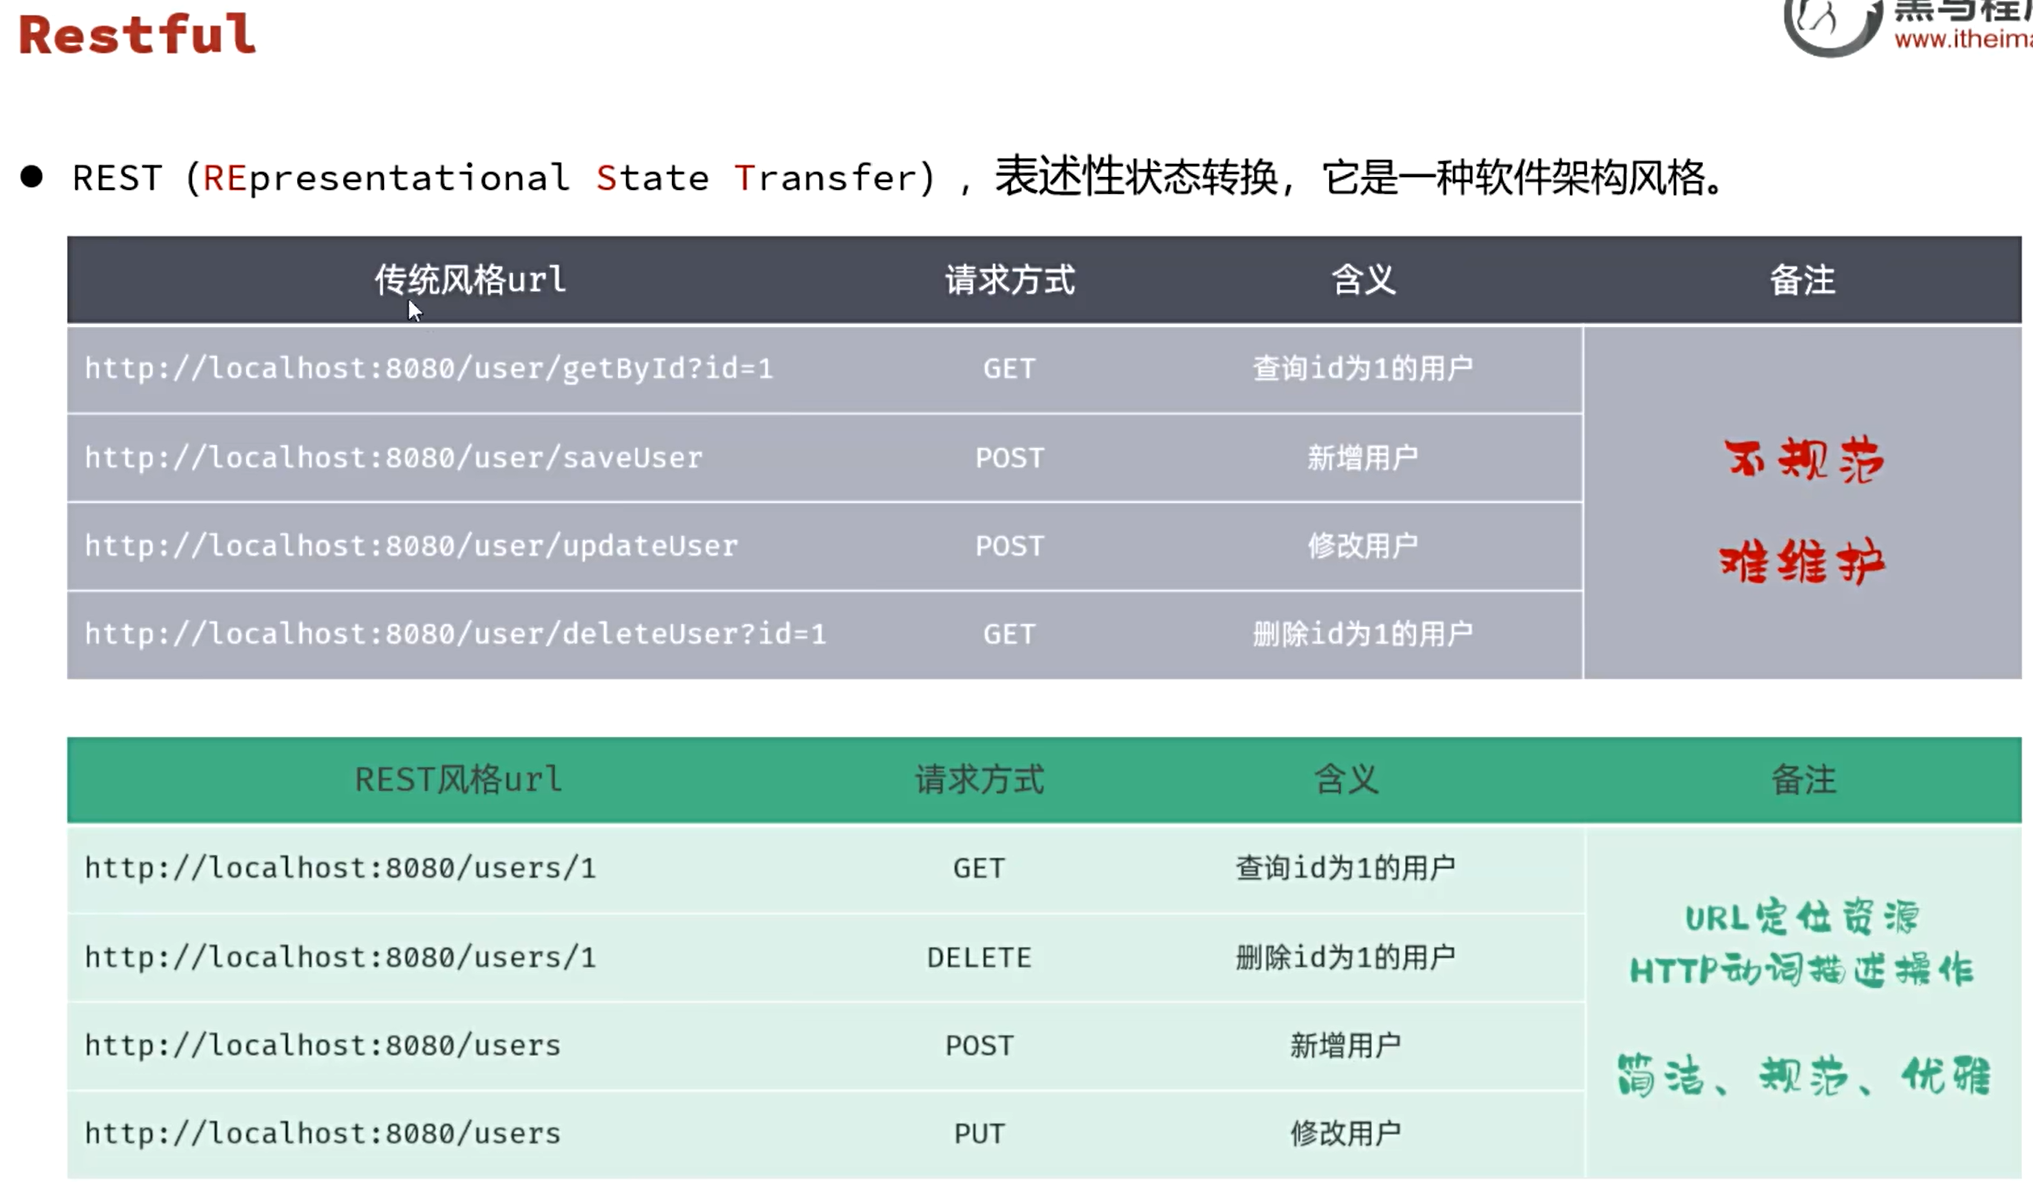 Restful
www.itheima
● REST (REpresentational State Transfer),表述性状态转换,它是一种软件架构风格。
传统风格url 请求方式 含义 备注
http://localhost:8080/user/getById?id=1 GET 查询id为1的用户
http://localhost:8080/user/saveUser POST 新增用户
http://localhost:8080/user/updateUser POST 修改用户
http://localhost:8080/user/deleteUser?id=1 GET 删除id为1的用户
不规范
难维护
REST风格url 请求方式 含义 备注
http://localhost:8080/users/1 GET 查询id为1的用户
http://localhost:8080/users/1 DELETE 删除id为1的用户
http://localhost:8080/users POST 新增用户
http://localhost:8080/users PUT 修改用户
URL定位资源
HTTP动词描述操作
简洁、规范、优雅